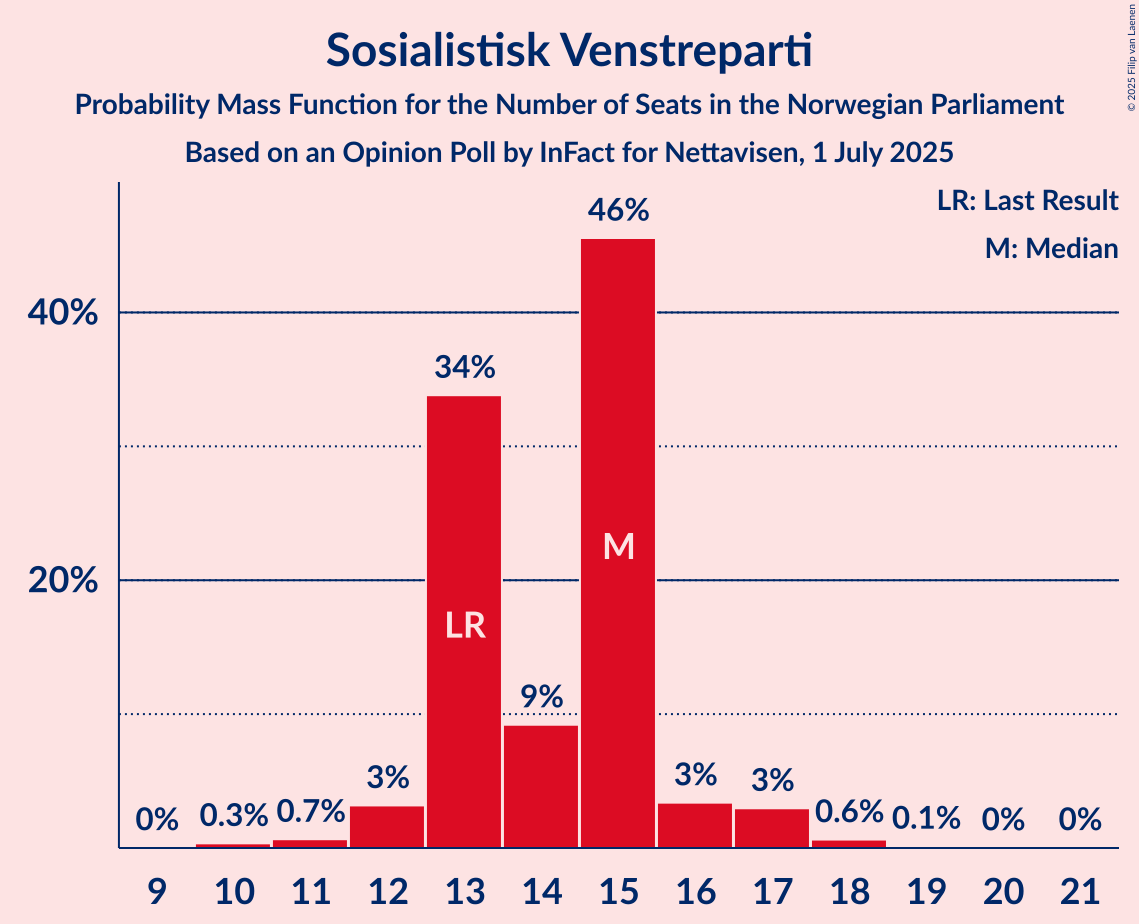 Sosialistisk Venstreparti
Probability Mass Function for the Number of Seats in the Norwegian Parliament
Based on an Opinion Poll by InFact for Nettavisen, 1 July 2025
© 2025 Filip van Laenen
LR: Last Result
M: Median
40%
20%
0%
0.3%
0.7%
3%
34%
9%
46%
3%
3%
0.6%
0.1%
0%
0%
LR
M
9 10 11 12 13 14 15 16 17 18 19 20 21